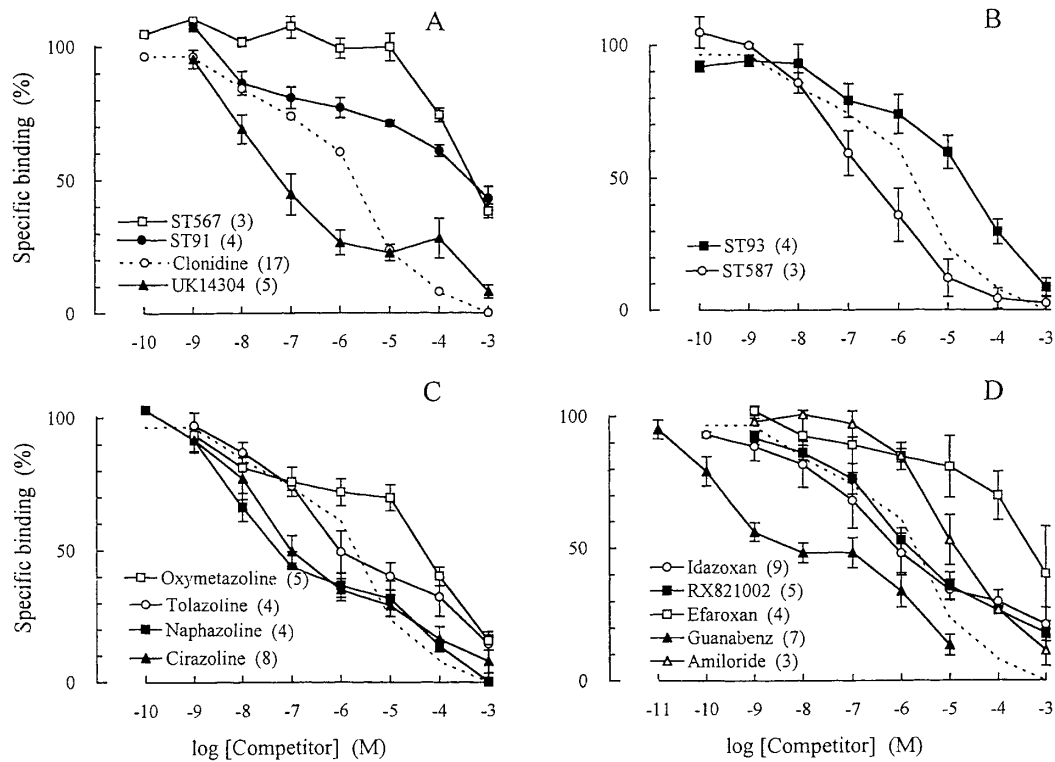 A
B
Specific binding (%)
100
50
0
ST567 (3)
ST91 (4)
Clonidine (17)
UK14304 (5)
-10 -9 -8 -7 -6 -5 -4 -3
100
50
0
ST93 (4)
ST587 (3)
-10 -9 -8 -7 -6 -5 -4 -3
C
D
Specific binding (%)
100
50
0
Oxymetazoline (5)
Tolazoline (4)
Naphazoline (4)
Cirazoline (8)
-10 -9 -8 -7 -6 -5 -4 -3
log [Competitor] (M)
100
50
0
Idazoxan (9)
RX821002 (5)
Efaroxan (4)
Guanabenz (7)
Amiloride (3)
-11 -10 -9 -8 -7 -6 -5 -4 -3
log [Competitor] (M)